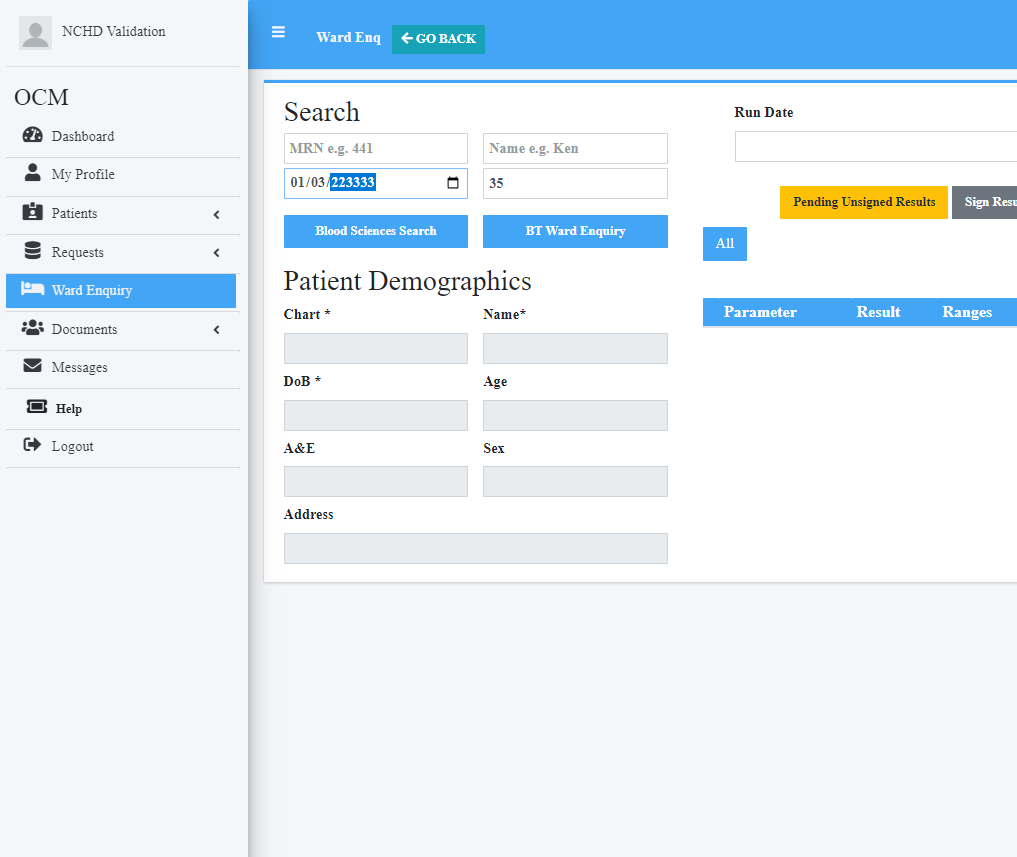 NCHD Validation
OCM
Dashboard
My Profile
Patients
Requests
Ward Enquiry
Documents
Messages
Help
Logout
Ward Enq GO BACK
Search
MRN e.g. 441 Name e.g. Ken
01/03/223333 35
Blood Sciences Search BT Ward Enquiry
Patient Demographics
Chart * Name*
DoB * Age
A&E Sex
Address
Run Date
Pending Unsigned Results Sign Resu
All
Parameter Result Ranges